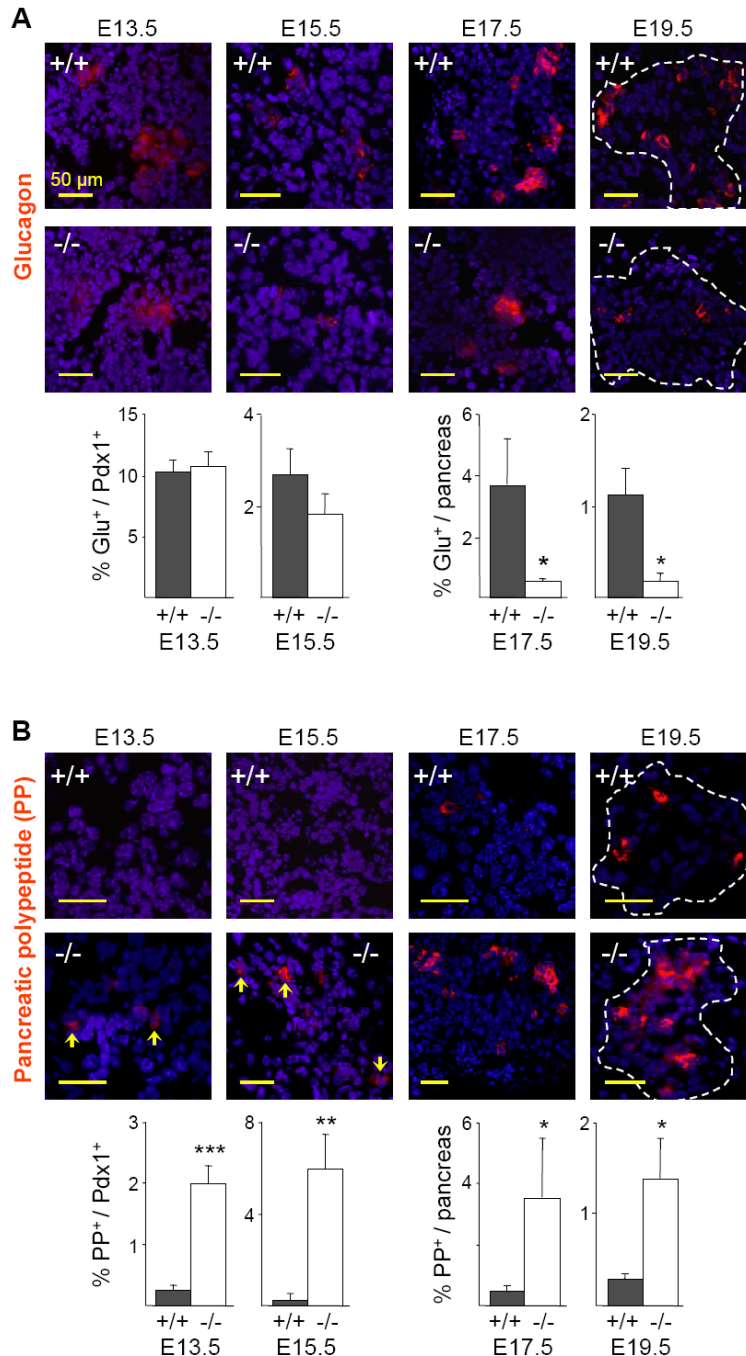 A
E13.5 E15.5 E17.5 E19.5
Glucagon
+/+ +/+ +/+ +/+
50 µm
-/- -/- -/- -/-
% Glu⁺ / Pdx1⁺
15
10
5
4
2
% Glu⁺ / pancreas
6
4
2
*
2
1
*
+/+ -/- +/+ -/- +/+ -/- +/+ -/-
E13.5 E15.5 E17.5 E19.5
B
E13.5 E15.5 E17.5 E19.5
Pancreatic polypeptide (PP)
+/+ +/+ +/+ +/+
-/- -/- -/- -/-
% PP⁺ / Pdx1⁺
3
2
1
***
8
4
**
% PP⁺ / pancreas
6
4
2
*
2
1
*
+/+ -/- +/+ -/- +/+ -/- +/+ -/-
E13.5 E15.5 E17.5 E19.5